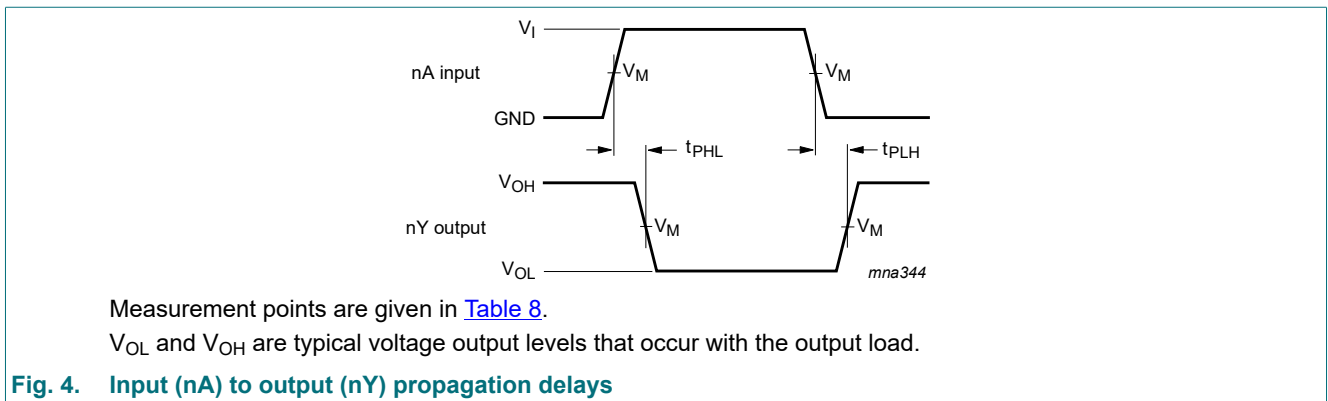 V_I
nA input
V_M
V_M
GND
t_PHL
t_PLH
V_OH
nY output
V_M
V_M
V_OL
mna344
Measurement points are given in Table 8.
V_OL and V_OH are typical voltage output levels that occur with the output load.
Fig. 4. Input (nA) to output (nY) propagation delays